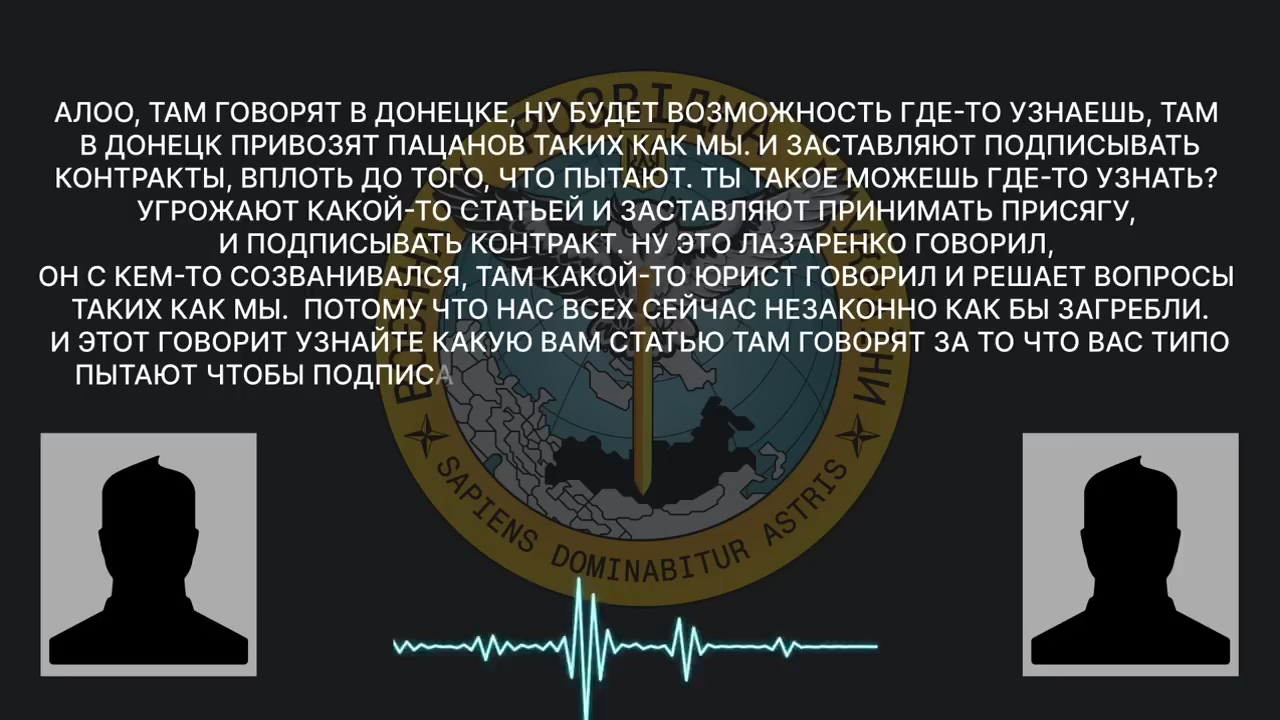 АЛОО, ТАМ ГОВОРЯТ В ДОНЕЦКЕ, НУ БУДЕТ ВОЗМОЖНОСТЬ ГДЕ-ТО УЗНАЕШЬ, ТАМ
В ДОНЕЦК ПРИВОЗЯТ ПАЦАНОВ ТАКИХ КАК МЫ. И ЗАСТАВЛЯЮТ ПОДПИСЫВАТЬ
КОНТРАКТЫ, ВПЛОТЬ ДО ТОГО, ЧТО ПЫТАЮТ. ТЫ ТАКОЕ МОЖЕШЬ ГДЕ-ТО УЗНАТЬ?
УГРОЖАЮТ КАКОЙ-ТО СТАТЬЕЙ И ЗАСТАВЛЯЮТ ПРИНИМАТЬ ПРИСЯГУ,
И ПОДПИСЫВАТЬ КОНТРАКТ. НУ ЭТО ЛАЗАРЕНКО ГОВОРИЛ,
ОН С КЕМ-ТО СОЗВАНИВАЛСЯ, ТАМ КАКОЙ-ТО ЮРИСТ ГОВОРИЛ И РЕШАЕТ ВОПРОСЫ
ТАКИХ КАК МЫ. ПОТОМУ ЧТО НАС ВСЕХ СЕЙЧАС НЕЗАКОННО КАК БЫ ЗАГРЕБЛИ.
И ЭТОТ ГОВОРИТ УЗНАЙТЕ КАКУЮ ВАМ СТАТЬЮ ТАМ ГОВОРЯТ ЗА ТО ЧТО ВАС ТИПО
ПЫТАЮТ ЧТОБЫ ПОДПИСА
РОЗВІДКА
SAPIENS DOMINABITUR ASTRIS